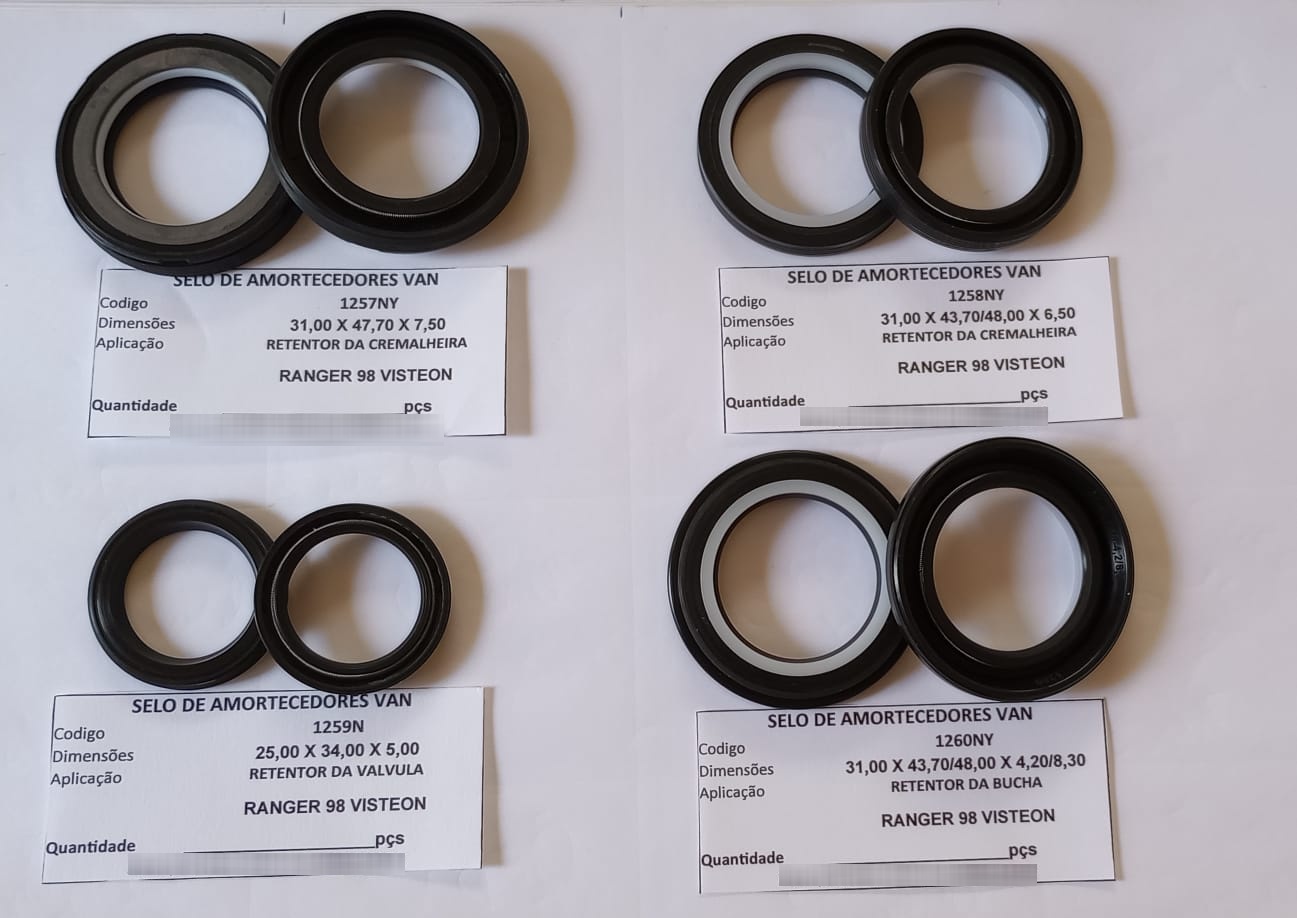 SELO DE AMORTECEDORES VAN
Codigo 1257NY
Dimensões 31,00 X 47,70 X 7,50
Aplicação RETENTOR DA CREMALHEIRA
RANGER 98 VISTEON
Quantidade pçs
SELO DE AMORTECEDORES VAN
Codigo 1258NY
Dimensões 31,00 X 43,70/48,00 X 6,50
Aplicação RETENTOR DA CREMALHEIRA
RANGER 98 VISTEON
Quantidade pçs
SELO DE AMORTECEDORES VAN
Codigo 1259N
Dimensões 25,00 X 34,00 X 5,00
Aplicação RETENTOR DA VALVULA
RANGER 98 VISTEON
Quantidade pçs
SELO DE AMORTECEDORES VAN
Codigo 1260NY
Dimensões 31,00 X 43,70/48,00 X 4,20/8,30
Aplicação RETENTOR DA BUCHA
RANGER 98 VISTEON
Quantidade pçs